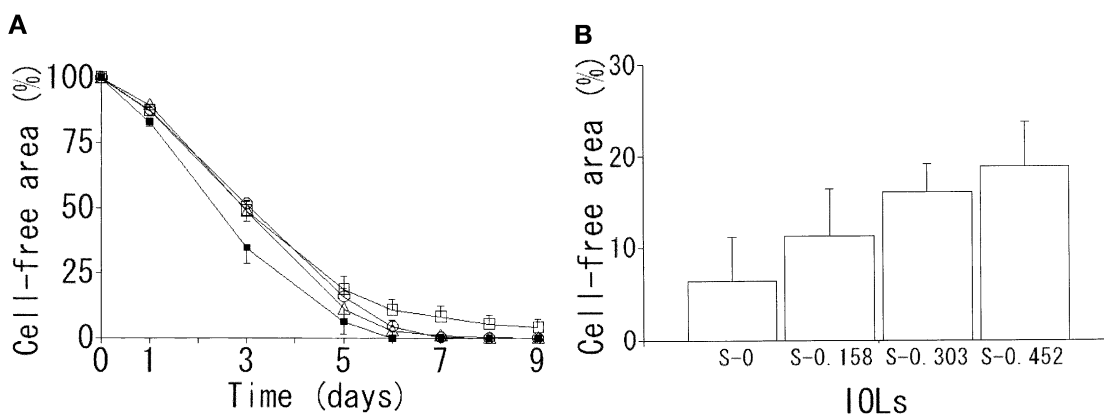 A
Cell-free area (%)
100
75
50
25
0
0 1 3 5 7 9
Time (days)
B
Cell-free area (%)
30
20
10
0
S-0 S-0.158 S-0.303 S-0.452
IOLs